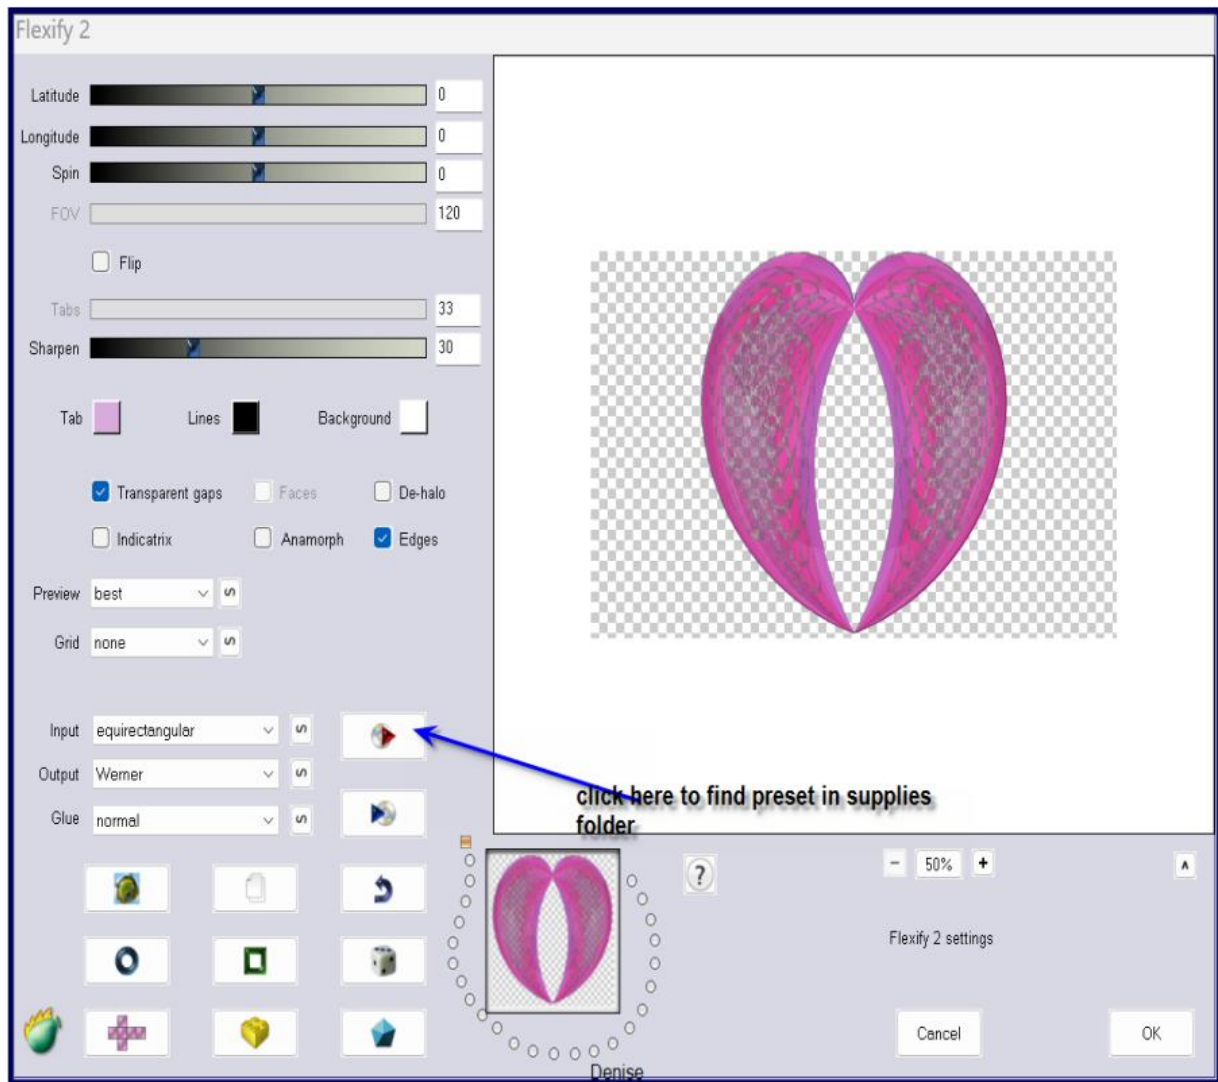 Flexify 2
Latitude 0
Longitude 0
Spin 0
FOV 120
Flip
Tabs 33
Sharpen 30
Tab Lines Background
Transparent gaps Faces De-halo
Indicatrix Anamorph Edges
Preview best S
Grid none S
Input equirectangular S
Output Werner S
Glue normal S
click here to find preset in supplies
folder
? - 50% + ^
Flexify 2 settings
Cancel OK
Denise